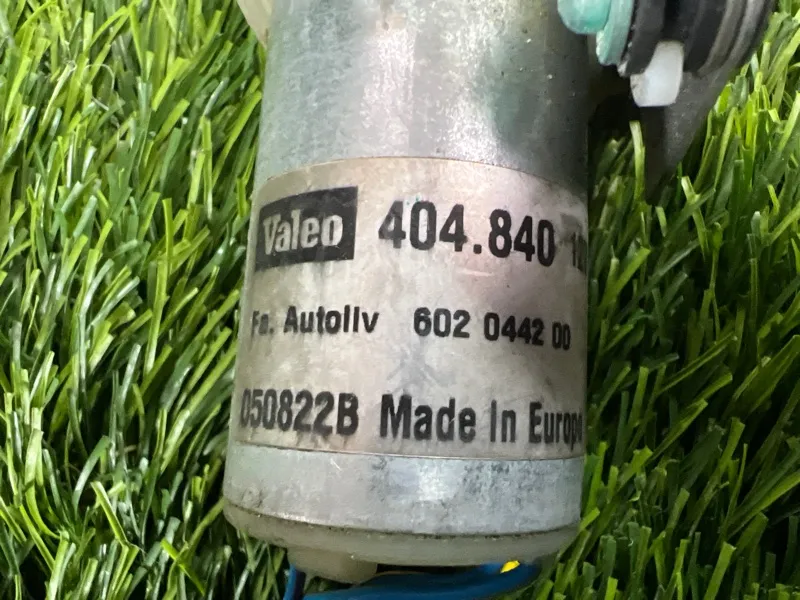 Valeo 404.840
Fa. Autoliv 602 0442 00
050822B Made In Europe